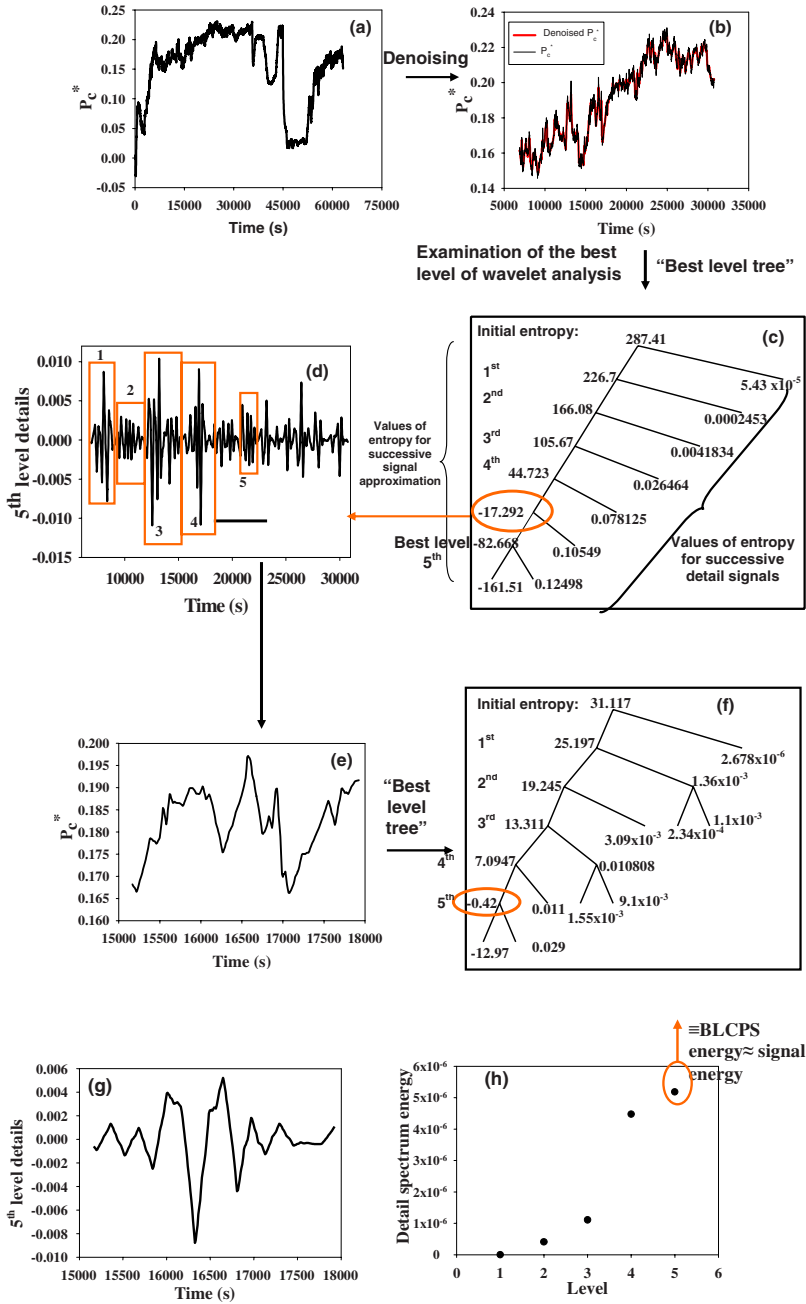 (a)
P_c^*
0.25
0.20
0.15
0.10
0.05
0.00
-0.05
0 15000 30000 45000 60000 75000
Time (s)
Denoising
(b)
Denoised P_c^*
P_c^*
P_c^*
0.24
0.22
0.20
0.18
0.16
0.14
5000 10000 15000 20000 25000 30000 35000
Time (s)
Examination of the best
level of wavelet analysis
“Best level tree”
(d)
5th level details
0.010
0.005
0.000
-0.005
-0.010
-0.015
1
2
3
4
5
10000 15000 20000 25000 30000
Time (s)
Values of
entropy for
successive
signal
approximation
(c)
Initial entropy:
287.41
1st
226.7
5.43 x10-5
2nd
166.08
0.0002453
3rd
105.67
0.0041834
4th
44.723
0.026464
-17.292
0.078125
Best level
5th
-82.668
0.10549
-161.51
0.12498
Values of entropy
for successive
detail signals
(e)
P_c^*
0.200
0.195
0.190
0.185
0.180
0.175
0.170
0.165
0.160
15000 15500 16000 16500 17000 17500 18000
Time (s)
“Best
level
tree”
(f)
Initial entropy:
31.117
1st
25.197
2.678x10-6
2nd
19.245
1.36x10-3
3rd
13.311
3.09x10-3
2.34x10-4
1.1x10-3
4th
7.0947
0.010808
5th
-0.42
0.011
1.55x10-3
9.1x10-3
-12.97
0.029
(g)
5th level details
0.006
0.004
0.002
0.000
-0.002
-0.004
-0.006
-0.008
-0.010
15000 15500 16000 16500 17000 17500 18000
Time (s)
≡BLCPS
energy≈ signal
energy
(h)
Detail spectrum energy
6x10-6
5x10-6
4x10-6
3x10-6
2x10-6
1x10-6
0
0 1 2 3 4 5 6
Level